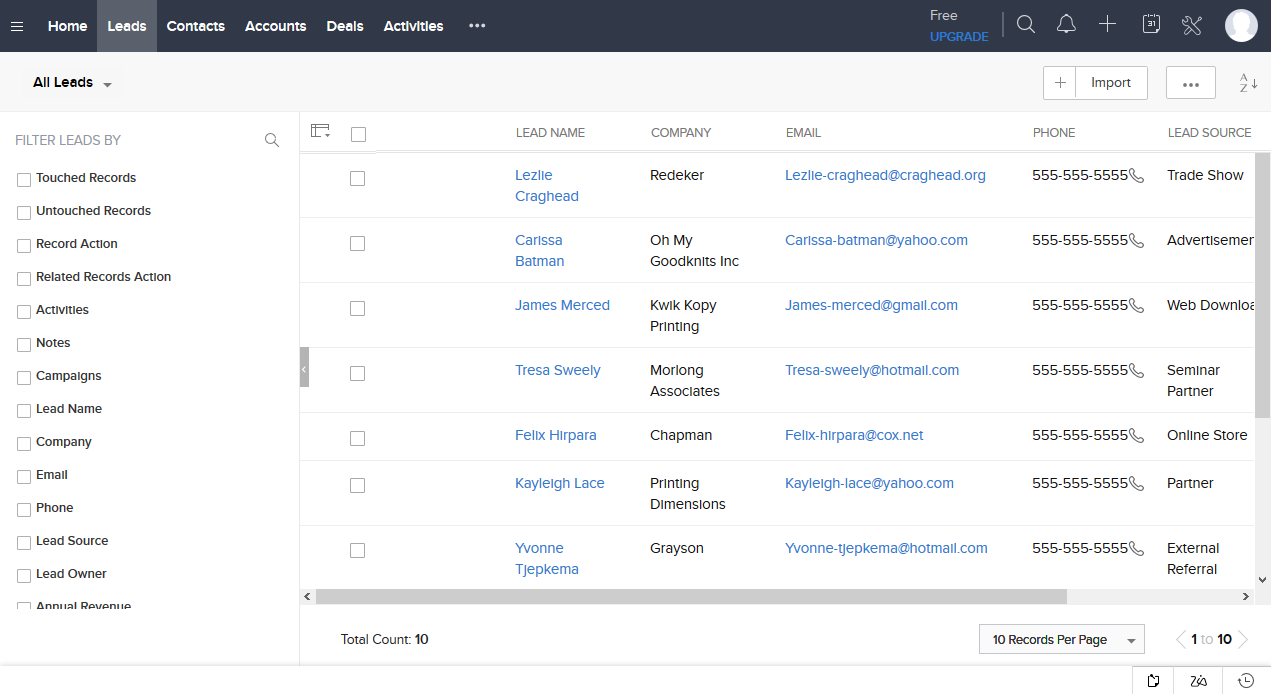 Home Leads Contacts Accounts Deals Activities
Free
UPGRADE
31
All Leads
Import
A
Z
FILTER LEADS BY
Touched Records
Untouched Records
Record Action
Related Records Action
Activities
Notes
Campaigns
Lead Name
Company
Email
Phone
Lead Source
Lead Owner
Annual Revenue
LEAD NAME COMPANY EMAIL PHONE LEAD SOURCE
Lezlie Redeker Lezlie-craghead@craghead.org 555-555-5555 Trade Show
Craghead
Carissa Oh My Carissa-batman@yahoo.com 555-555-5555 Advertisemen
Batman Goodknits Inc
James Merced Kwik Kopy James-merced@gmail.com 555-555-5555 Web Downloa
Printing
Tresa Sweely Morlong Tresa-sweely@hotmail.com 555-555-5555 Seminar
Associates Partner
Felix Hirpara Chapman Felix-hirpara@cox.net 555-555-5555 Online Store
Kayleigh Lace Printing Kayleigh-lace@yahoo.com 555-555-5555 Partner
Dimensions
Yvonne Grayson Yvonne-tjepkema@hotmail.com 555-555-5555 External
Tjepkema Referral
Total Count: 10
10 Records Per Page
1 to 10